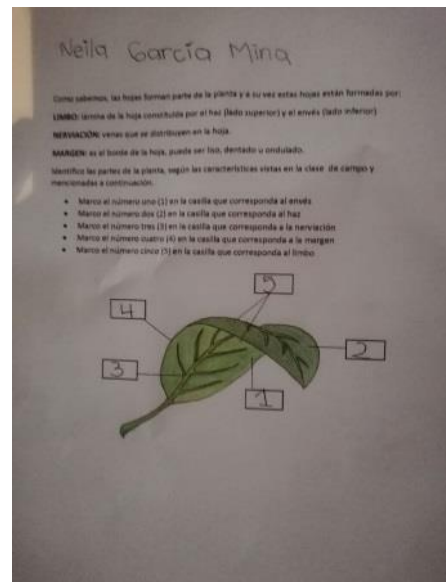 Neila García Mina
Como sabemos, las hojas forman parte de la planta y a su vez estas hojas están formadas por:
LIMBO: lámina de la hoja constituida por el haz (lado superior) y el envés (lado inferior)
NERVIACIÓN: venas que se distribuyen en la hoja.
MARGEN: es el borde de la hoja, puede ser liso, dentado u ondulado.
Identifico las partes de la planta, según las características vistas en la clase de campo y
mencionadas a continuación.
• Marco el número uno (1) en la casilla que corresponda al envés
• Marco el número dos (2) en la casilla que corresponda al haz
• Marco el número tres (3) en la casilla que corresponda a la nerviación
• Marco el número cuatro (4) en la casilla que corresponda a la margen
• Marco el número cinco (5) en la casilla que corresponda al limbo
5
4
2
3
1